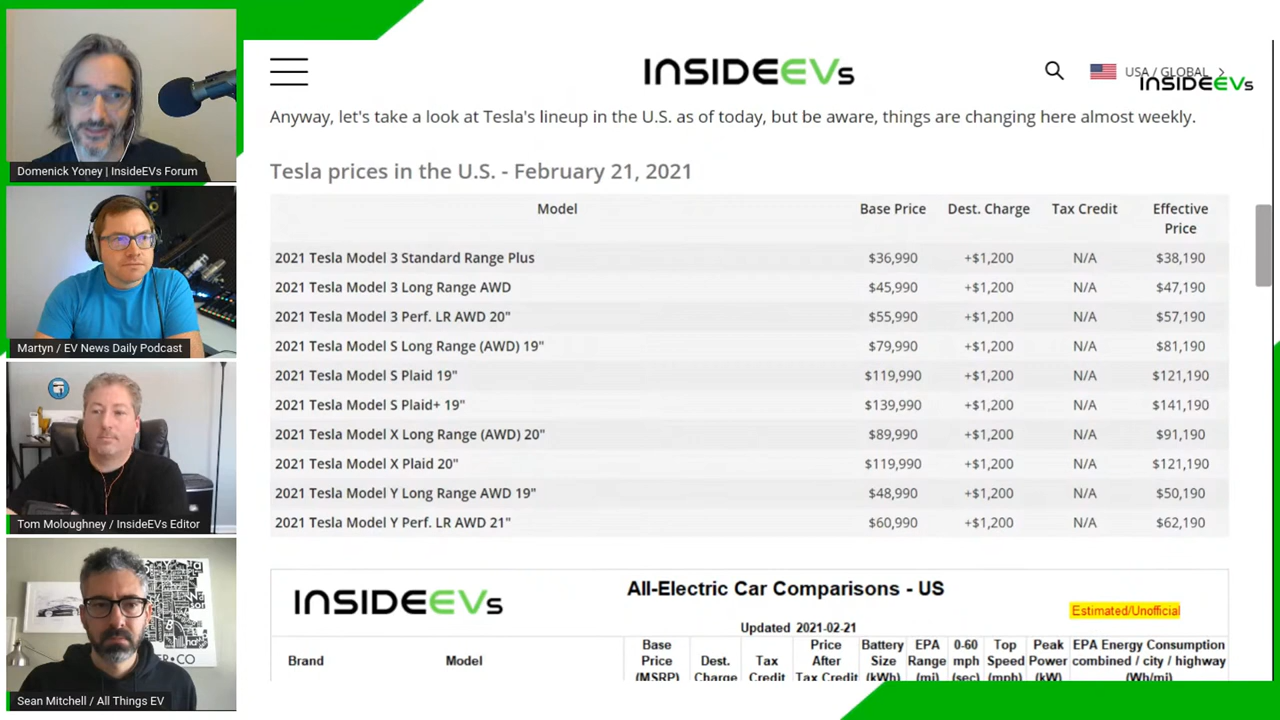 Domenick Yoney | InsideEVs Forum
Martyn / EV News Daily Podcast
Tom Moloughney / InsideEVs Editor
Sean Mitchell / All Things EV
INSIDEEVs
USA / GLOBAL
INSIDEEVs
Anyway, let's take a look at Tesla's lineup in the U.S. as of today, but be aware, things are changing here almost weekly.
Tesla prices in the U.S. - February 21, 2021
Model Base Price Dest. Charge Tax Credit Effective Price
2021 Tesla Model 3 Standard Range Plus $36,990 +$1,200 N/A $38,190
2021 Tesla Model 3 Long Range AWD $45,990 +$1,200 N/A $47,190
2021 Tesla Model 3 Perf. LR AWD 20" $55,990 +$1,200 N/A $57,190
2021 Tesla Model S Long Range (AWD) 19" $79,990 +$1,200 N/A $81,190
2021 Tesla Model S Plaid 19" $119,990 +$1,200 N/A $121,190
2021 Tesla Model S Plaid+ 19" $139,990 +$1,200 N/A $141,190
2021 Tesla Model X Long Range (AWD) 20" $89,990 +$1,200 N/A $91,190
2021 Tesla Model X Plaid 20" $119,990 +$1,200 N/A $121,190
2021 Tesla Model Y Long Range AWD 19" $48,990 +$1,200 N/A $50,190
2021 Tesla Model Y Perf. LR AWD 21" $60,990 +$1,200 N/A $62,190
INSIDEEVs
All-Electric Car Comparisons - US
Estimated/Unofficial
Updated 2021-02-21
Brand Model Base Price (MSRP) Dest. Charge Tax Credit Price After Tax Credit Battery Size (kWh) EPA Range (mi) 0-60 mph (sec) Top Speed (mph) Peak Power (kW) EPA Energy Consumption combined / city / highway (Wh/mi)